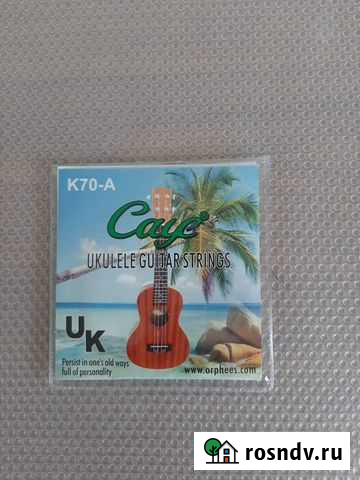 K70-A
Caye
UKULELE GUITAR STRINGS
UK
Persist in one's old ways
full of personality
www.orphees.com
rosndv.ru